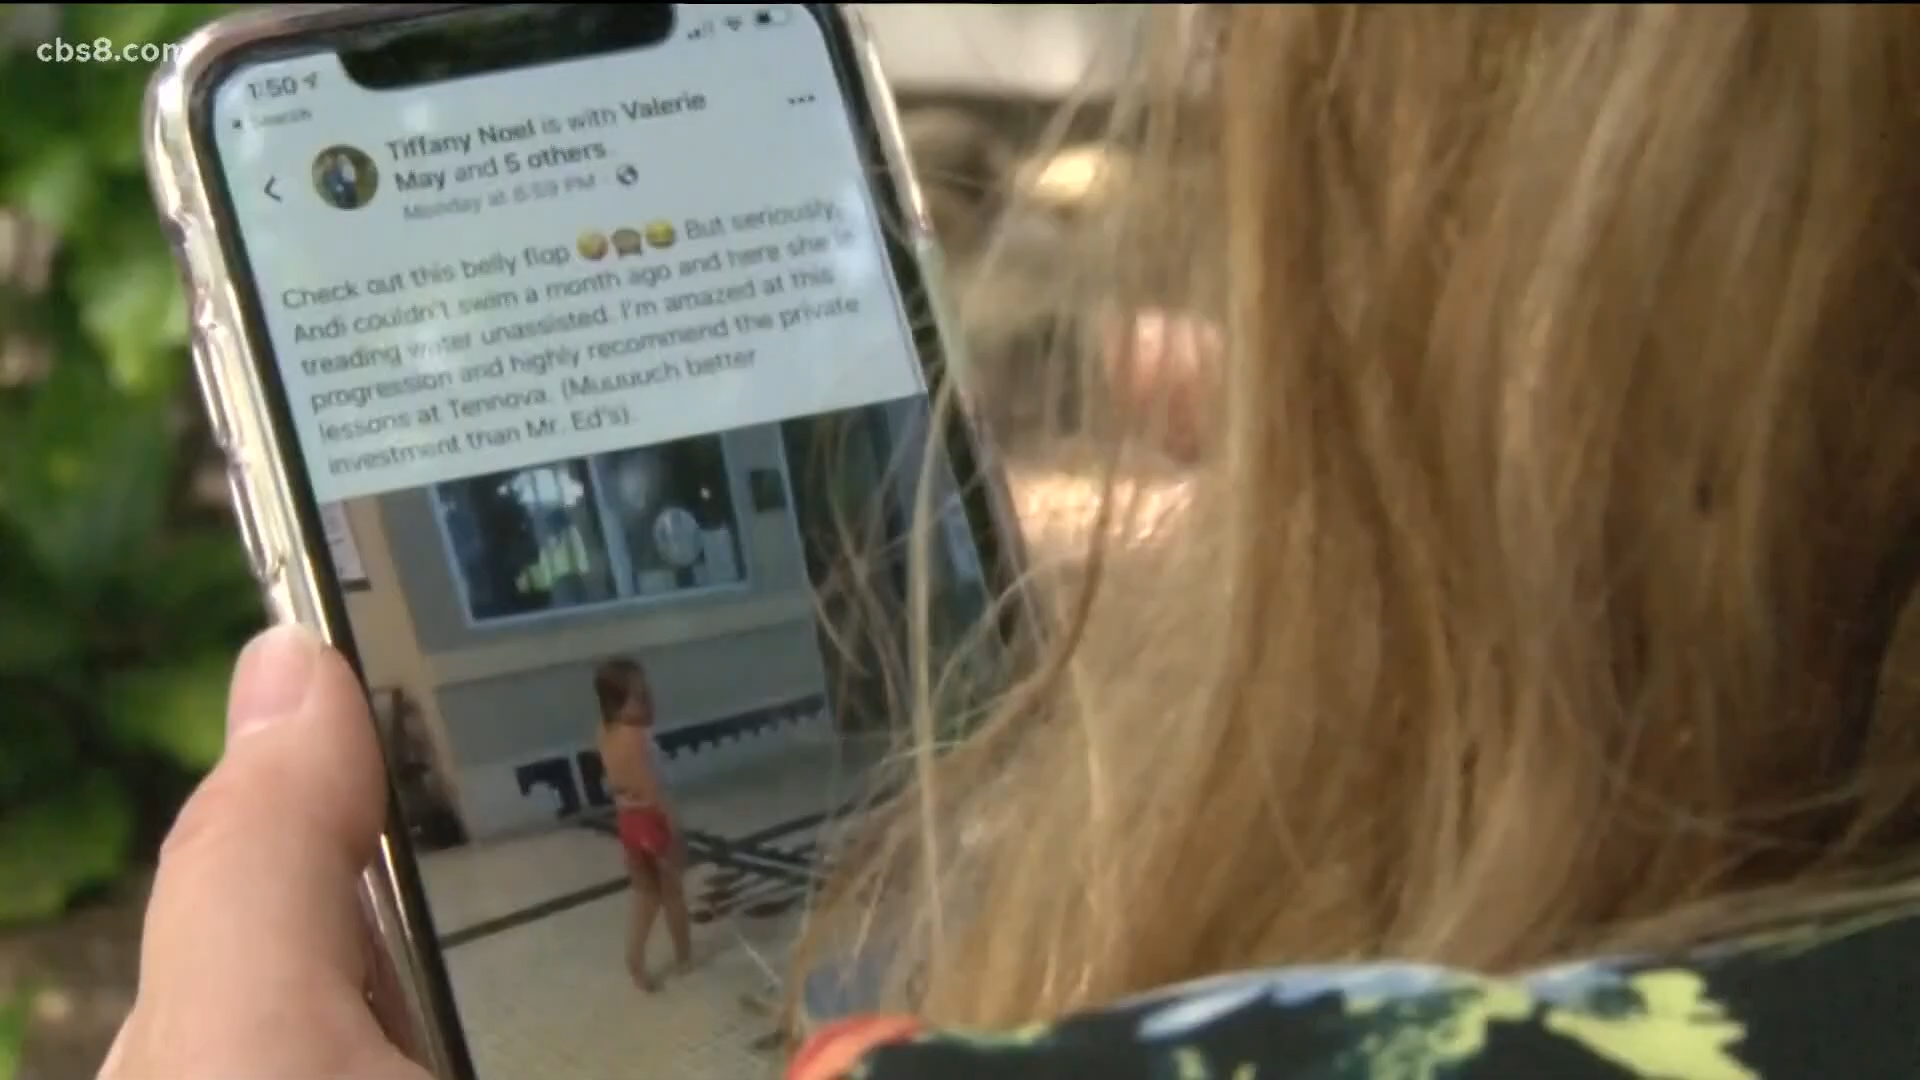 cbs8.com
1:50
Tiffany Noel is with Valerie
May and 5 others.
Monday at 6:59 PM
Check out this belly flop But seriously,
Andi couldn't swim a month ago and here she is
treading water unassisted. I'm amazed at this
progression and highly recommend the private
lessons at Tennova. (Muuuuch better
investment than Mr. Ed's).